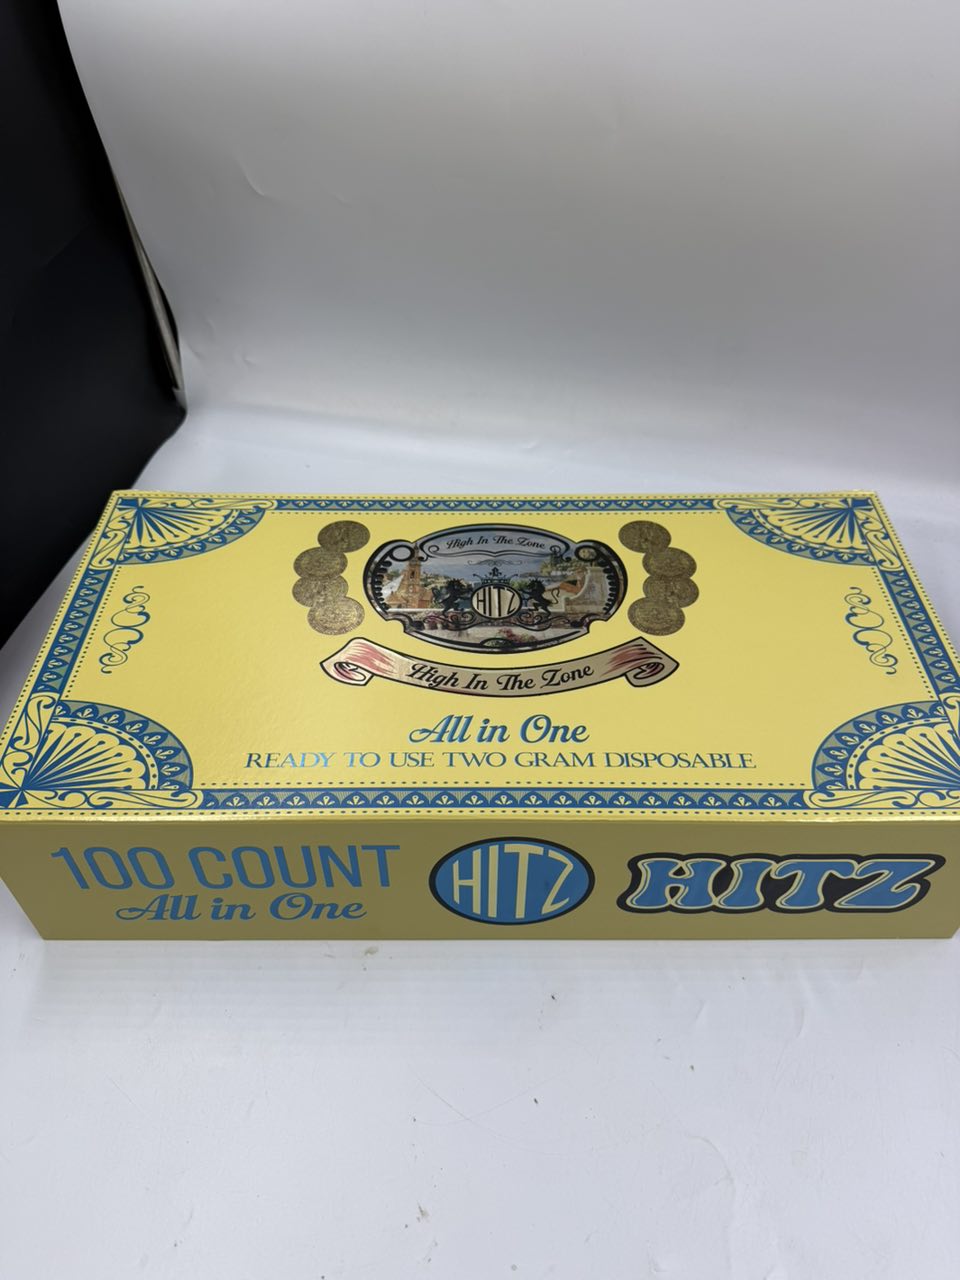 High In The Zone
HITZ
High In The Zone
All in One
READY TO USE TWO GRAM DISPOSABLE
100 COUNT
All in One
HITZ
HITZ